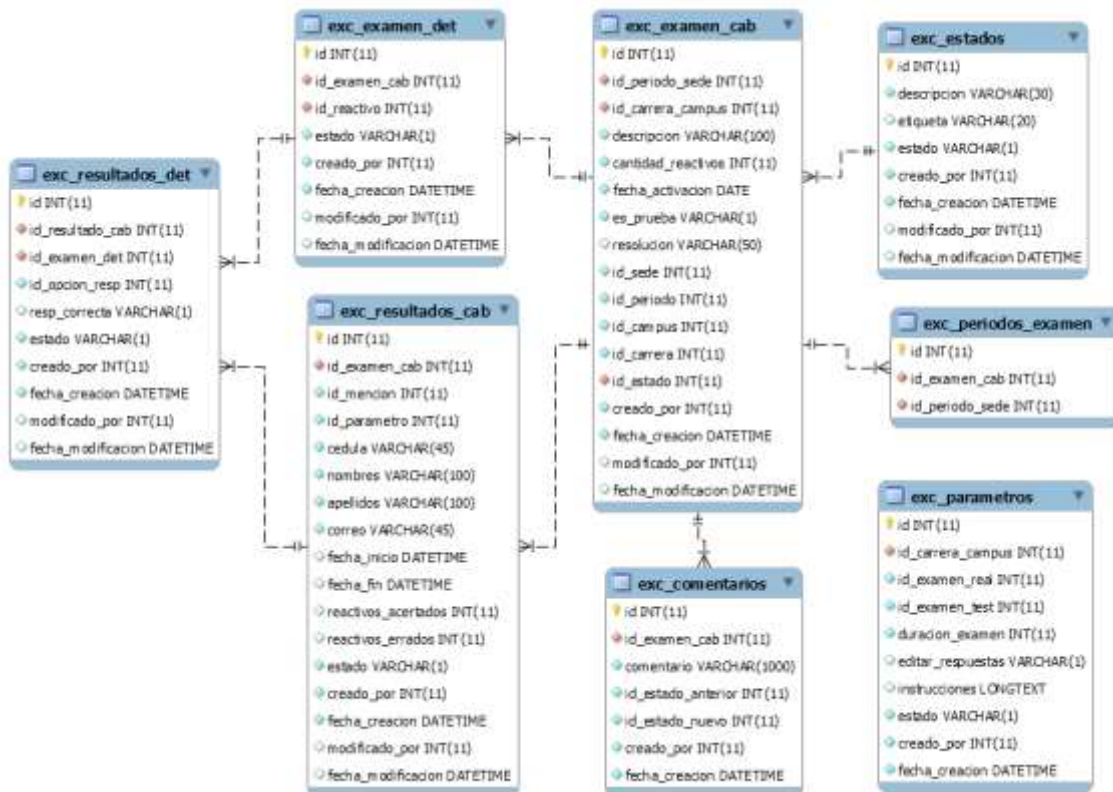 exc_examen_det
id INT(11)
id_examen_cab INT(11)
id_reactivo INT(11)
estado VARCHAR(1)
creado_por INT(11)
fecha_creacion DATETIME
modificado_por INT(11)
fecha_modificacion DATETIME
exc_examen_cab
id INT(11)
id_periodo_sede INT(11)
id_carrera_campus INT(11)
descripcion VARCHAR(100)
cantidad_reactivos INT(11)
fecha_activacion DATE
es_prueba VARCHAR(1)
resolucion VARCHAR(50)
id_sede INT(11)
id_periodo INT(11)
id_campus INT(11)
id_carrera INT(11)
id_estado INT(11)
creado_por INT(11)
fecha_creacion DATETIME
modificado_por INT(11)
fecha_modificacion DATETIME
exc_estados
id INT(11)
descripcion VARCHAR(30)
etiqueta VARCHAR(20)
estado VARCHAR(1)
creado_por INT(11)
fecha_creacion DATETIME
modificado_por INT(11)
fecha_modificacion DATETIME
exc_resultados_det
id INT(11)
id_resultado_cab INT(11)
id_examen_det INT(11)
id_opcion_resp INT(11)
resp_correcta VARCHAR(1)
estado VARCHAR(1)
creado_por INT(11)
fecha_creacion DATETIME
modificado_por INT(11)
fecha_modificacion DATETIME
exc_resultados_cab
id INT(11)
id_examen_cab INT(11)
id_mencion INT(11)
id_parametro INT(11)
cedula VARCHAR(45)
nombres VARCHAR(100)
apellidos VARCHAR(100)
correo VARCHAR(45)
fecha_inicio DATETIME
fecha_fin DATETIME
reactivos_acertados INT(11)
reactivos_errados INT(11)
estado VARCHAR(1)
creado_por INT(11)
fecha_creacion DATETIME
modificado_por INT(11)
fecha_modificacion DATETIME
exc_periodos_examen
id INT(11)
id_examen_cab INT(11)
id_periodo_sede INT(11)
exc_comentarios
id INT(11)
id_examen_cab INT(11)
comentario VARCHAR(1000)
id_estado_anterior INT(11)
id_estado_nuevo INT(11)
creado_por INT(11)
fecha_creacion DATETIME
exc_parametros
id INT(11)
id_carrera_campus INT(11)
id_examen_real INT(11)
id_examen_test INT(11)
duracion_examen INT(11)
editar_respuestas VARCHAR(1)
instrucciones LONGTEXT
estado VARCHAR(1)
creado_por INT(11)
fecha_creacion DATETIME